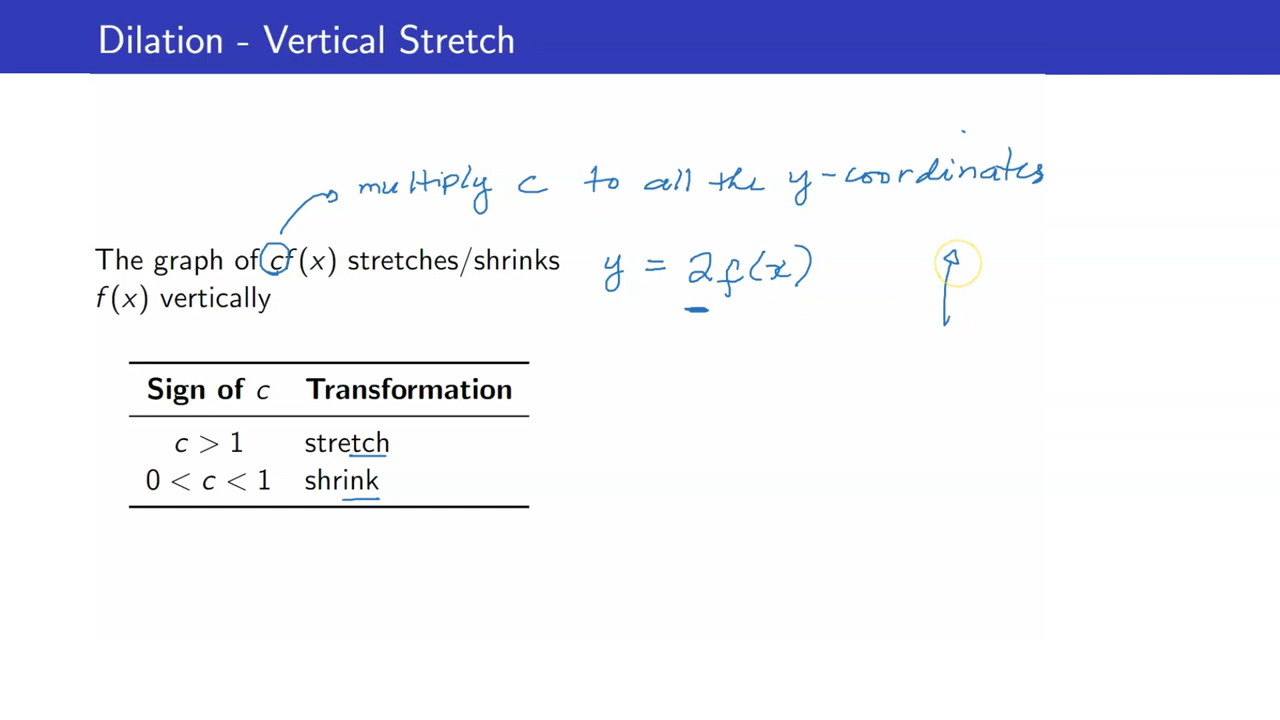 Dilation - Vertical Stretch
multiply c to all the y-coordinates
The graph of cf(x) stretches/shrinks
f(x) vertically
y = 2f(x)
Sign of c Transformation
c > 1 stretch
0 < c < 1 shrink